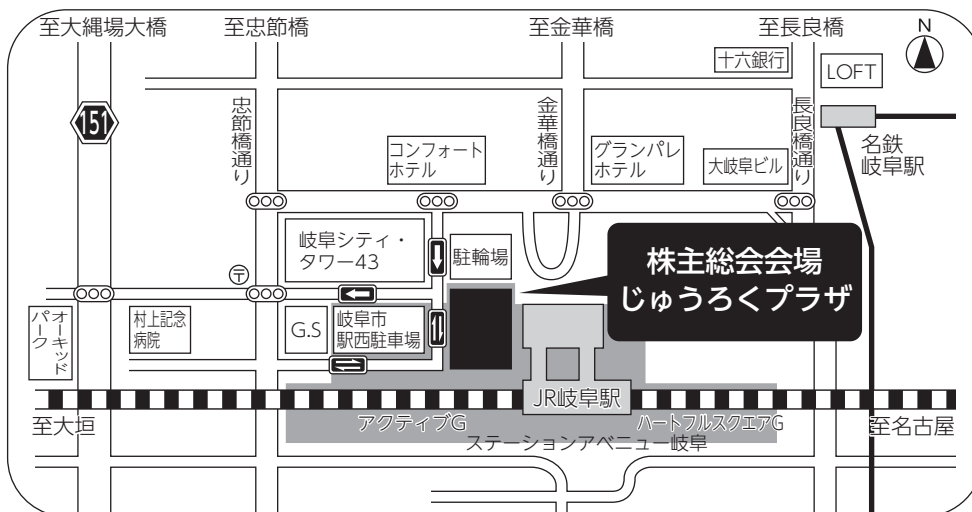 至大縄場大橋
至忠節橋
至金華橋
至長良橋
N
十六銀行
LOFT
151
忠節橋通り
金華橋通り
長良橋通り
名鉄
岐阜駅
コンフォート
ホテル
グランパレ
ホテル
大岐阜ビル
岐阜シティ・
タワー43
駐輪場
株主総会会場
じゅうろくプラザ
〒
オーキッド
パーク
村上記念
病院
G.S
岐阜市
駅西駐車場
JR岐阜駅
至大垣
アクティブG
ハートフルスクエアG
至名古屋
ステーションアベニュー岐阜